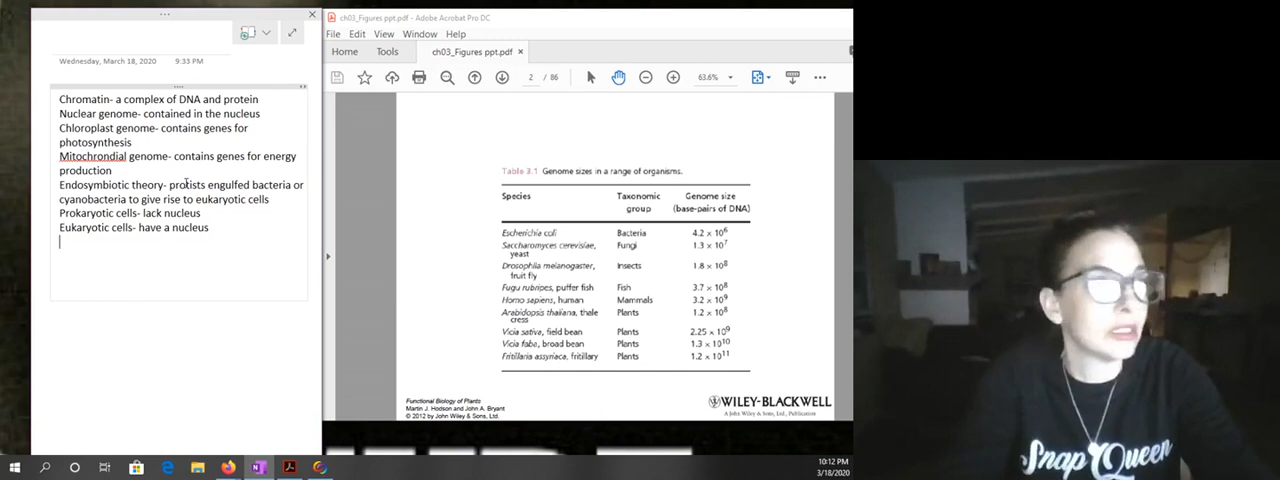 Wednesday, March 18, 2020 9:33 PM
Chromatin- a complex of DNA and protein
Nuclear genome- contained in the nucleus
Chloroplast genome- contains genes for
photosynthesis
Mitochrondial genome- contains genes for energy
production
Endosymbiotic theory- protists engulfed bacteria or
cyanobacteria to give rise to eukaryotic cells
Prokaryotic cells- lack nucleus
Eukaryotic cells- have a nucleus
ch03_Figures ppt.pdf - Adobe Acrobat Pro DC
File Edit View Window Help
Home Tools ch03_Figures ppt.pdf ×
2 / 86 63.6%
Table 3.1 Genome sizes in a range of organisms.
Species Taxonomic group Genome size (base-pairs of DNA)
Escherichia coli Bacteria 4.2 × 10⁶
Saccharomyces cerevisiae, yeast Fungi 1.3 × 10⁷
Drosophila melanogaster, fruit fly Insects 1.8 × 10⁸
Fugu rubripes, puffer fish Fish 3.7 × 10⁸
Homo sapiens, human Mammals 3.2 × 10⁹
Arabidopsis thaliana, thale cress Plants 1.2 × 10⁸
Vicia sativa, field bean Plants 2.25 × 10⁹
Vicia faba, broad bean Plants 1.3 × 10¹⁰
Fritillaria assyriaca, fritillary Plants 1.2 × 10¹¹
Functional Biology of Plants
Martin J. Hodson and John A. Bryant
© 2012 by John Wiley & Sons, Ltd.
WILEY-BLACKWELL
A John Wiley & Sons, Ltd., Publication
Snap Queen
10:12 PM
3/18/2020